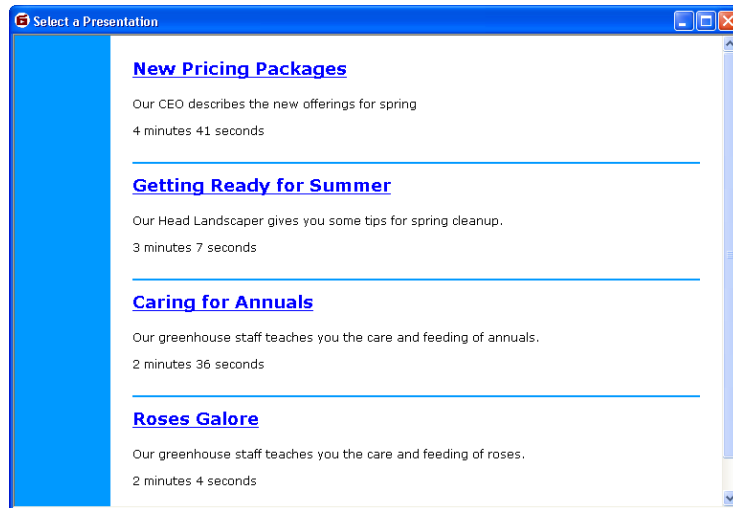 Select a Presentation
New Pricing Packages
Our CEO describes the new offerings for spring
4 minutes 41 seconds
Getting Ready for Summer
Our Head Landscaper gives you some tips for spring cleanup.
3 minutes 7 seconds
Caring for Annuals
Our greenhouse staff teaches you the care and feeding of annuals.
2 minutes 36 seconds
Roses Galore
Our greenhouse staff teaches you the care and feeding of roses.
2 minutes 4 seconds